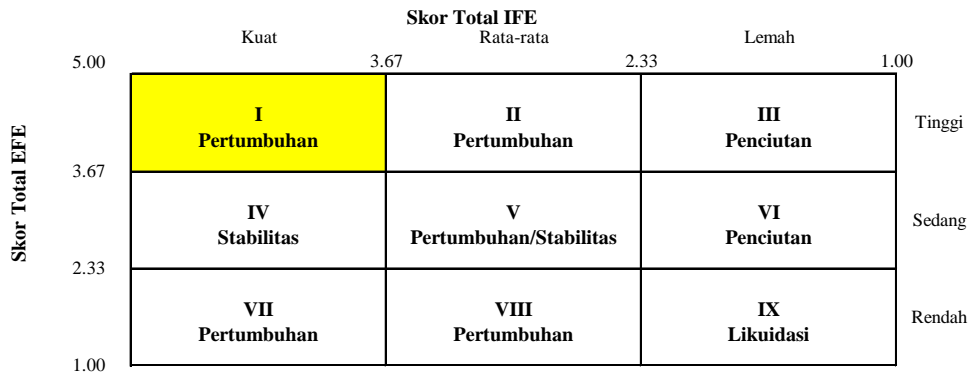 Skor Total IFE
Kuat Rata-rata Lemah
5.00 3.67 2.33 1.00
I II III
Pertumbuhan Pertumbuhan Penciutan
Tinggi
Skor Total EFE
3.67
IV V VI
Stabilitas Pertumbuhan/Stabilitas Penciutan
Sedang
2.33
VII VIII IX
Pertumbuhan Pertumbuhan Likuidasi
Rendah
1.00